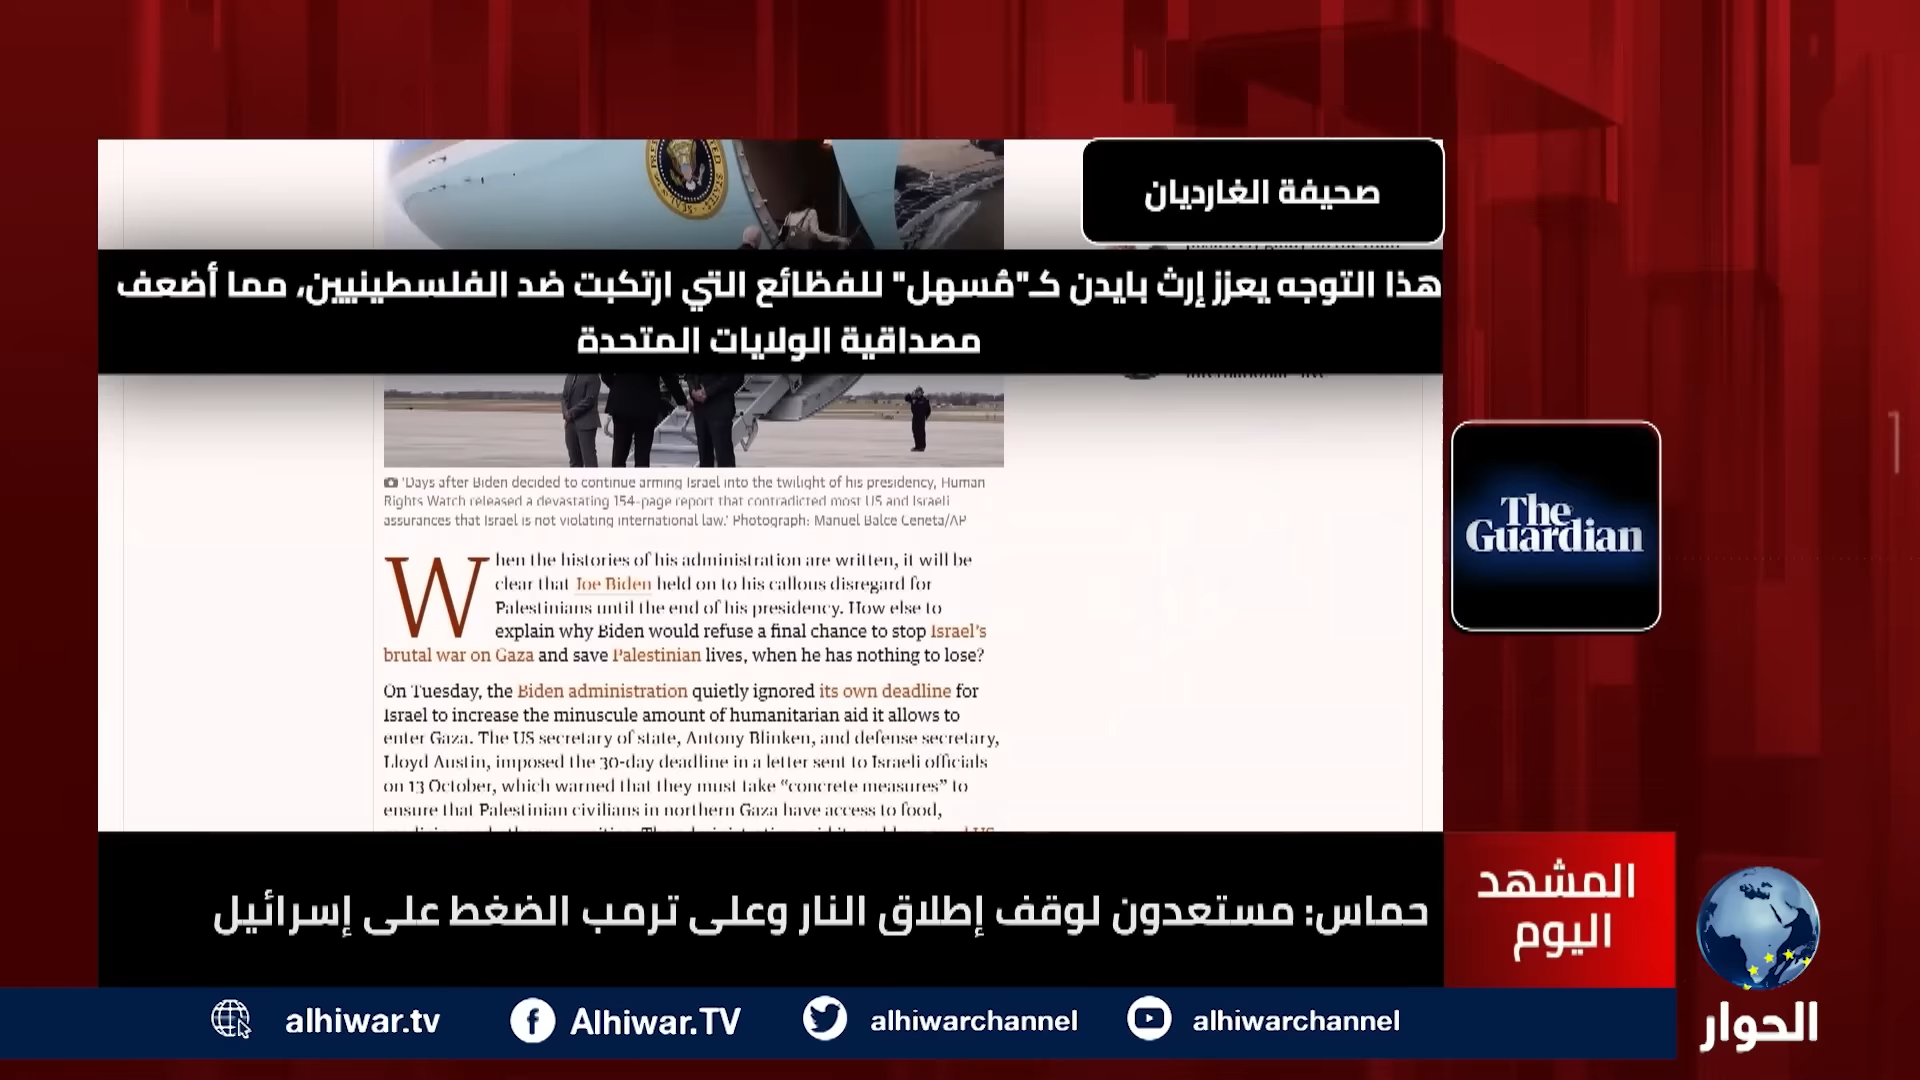 صحيفة الغارديان
هذا التوجه يعزز إرث بايدن كـ"مُسهل" للفظائع التي ارتكبت ضد الفلسطينيين، مما أضعف
مصداقية الولايات المتحدة
'Days after Biden decided to continue arming Israel into the twilight of his presidency, Human
Rights Watch released a devastating 154-page report that contradicted most US and Israeli
assurances that Israel is not violating international law.' Photograph: Manuel Balce Ceneta/AP
When the histories of his administration are written, it will be
clear that Joe Biden held on to his callous disregard for
Palestinians until the end of his presidency. How else to
explain why Biden would refuse a final chance to stop Israel's
brutal war on Gaza and save Palestinian lives, when he has nothing to lose?
On Tuesday, the Biden administration quietly ignored its own deadline for
Israel to increase the minuscule amount of humanitarian aid it allows to
enter Gaza. The US secretary of state, Antony Blinken, and defense secretary,
Lloyd Austin, imposed the 30-day deadline in a letter sent to Israeli officials
on 13 October, which warned that they must take “concrete measures” to
ensure that Palestinian civilians in northern Gaza have access to food,
The
Guardian
المشهد
اليوم
حماس: مستعدون لوقف إطلاق النار وعلى ترمب الضغط على إسرائيل
الحوار
alhiwar.tv
Alhiwar.TV
alhiwarchannel
alhiwarchannel